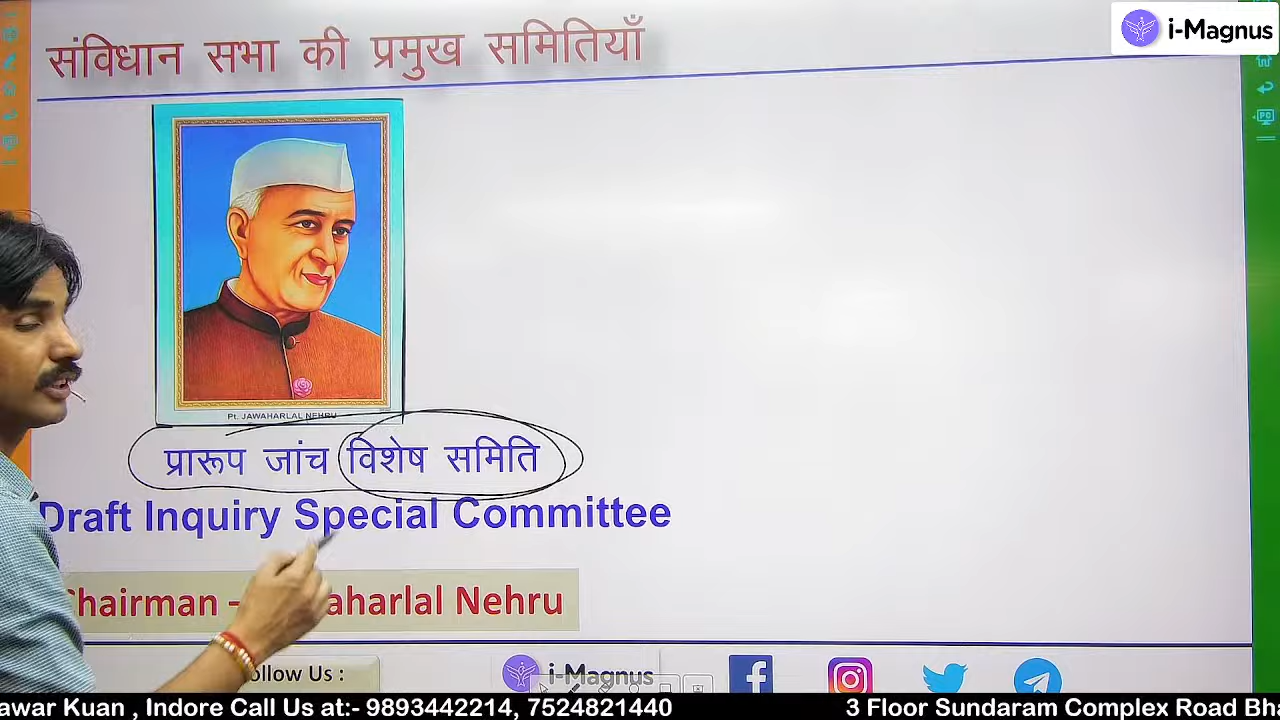 संविधान सभा की प्रमुख समितियाँ
i-Magnus
Pt. JAWAHARLAL NEHRU
प्रारूप जांच विशेष समिति
Draft Inquiry Special Committee
hairman - aharlal Nehru
ollow Us :
i-Magnus
PC
awar Kuan , Indore Call Us at:- 9893442214, 7524821440
3 Floor Sundaram Complex Road Bha